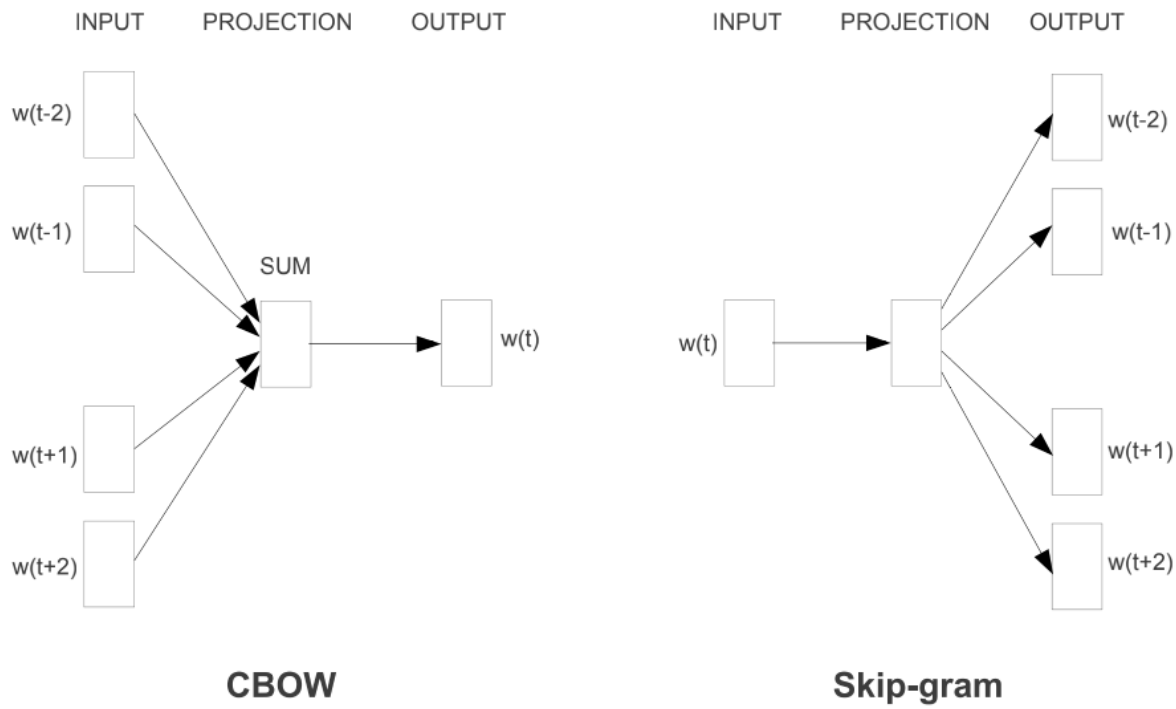 INPUT PROJECTION OUTPUT
w(t-2)
w(t-1)
SUM
w(t)
w(t+1)
w(t+2)
CBOW
INPUT PROJECTION OUTPUT
w(t-2)
w(t-1)
w(t)
w(t+1)
w(t+2)
Skip-gram